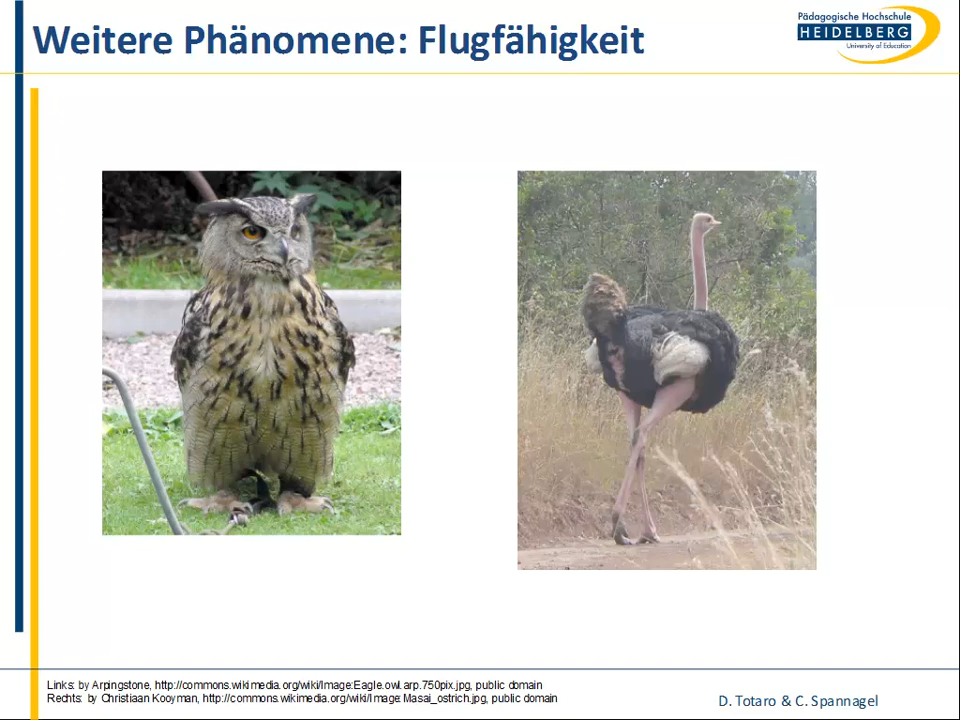 Weitere Phänomene: Flugfähigkeit
Pädagogische Hochschule
HEIDELBERG
University of Education
Links: by Arpingstone, http://commons.wikimedia.org/wiki/Image:Eagle.owl.arp.750pix.jpg, public domain
Rechts: by Christiaan Kooyman, http://commons.wikimedia.org/wiki/Image:Masai_ostrich.jpg, public domain
D. Totaro & C. Spannagel